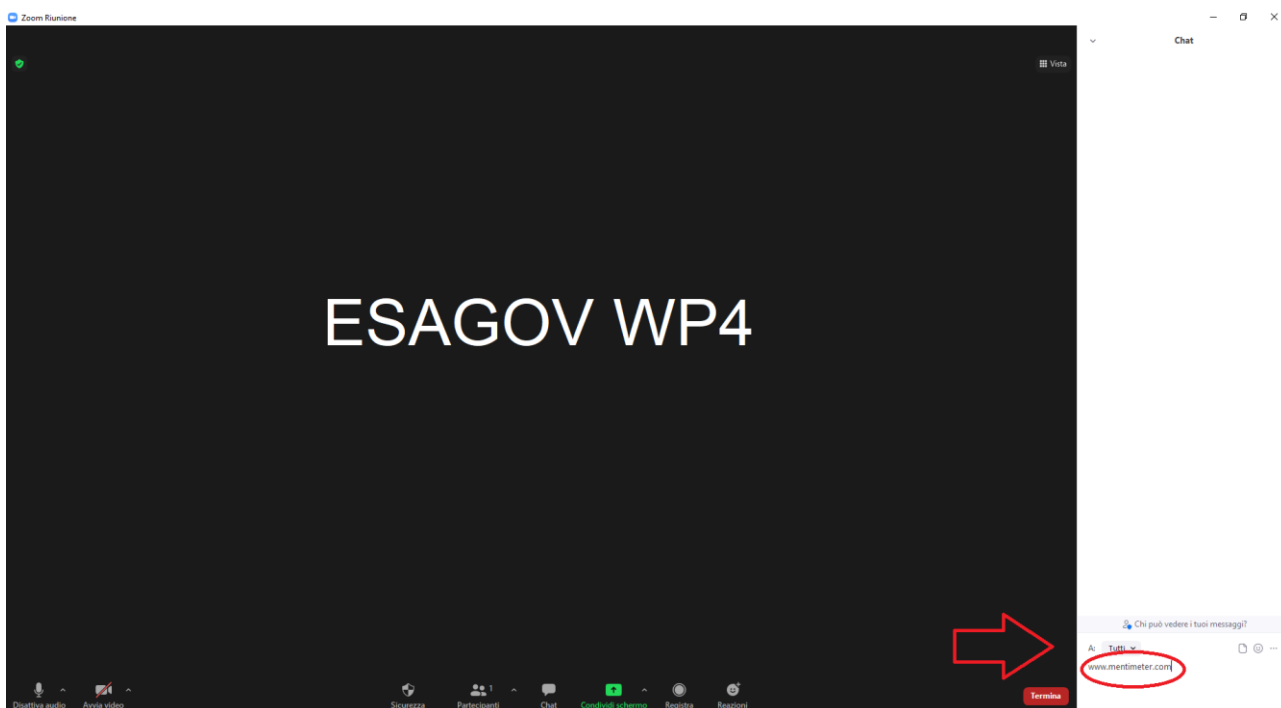 Zoom Riunione
Chat
Vista
ESAGOV WP4
Chi può vedere i tuoi messaggi?
A: Tutti
www.mentimeter.com
Disattiva audio
Avvia video
Sicurezza
Partecipanti
1
Chat
Condividi schermo
Registra
Reazioni
Termina